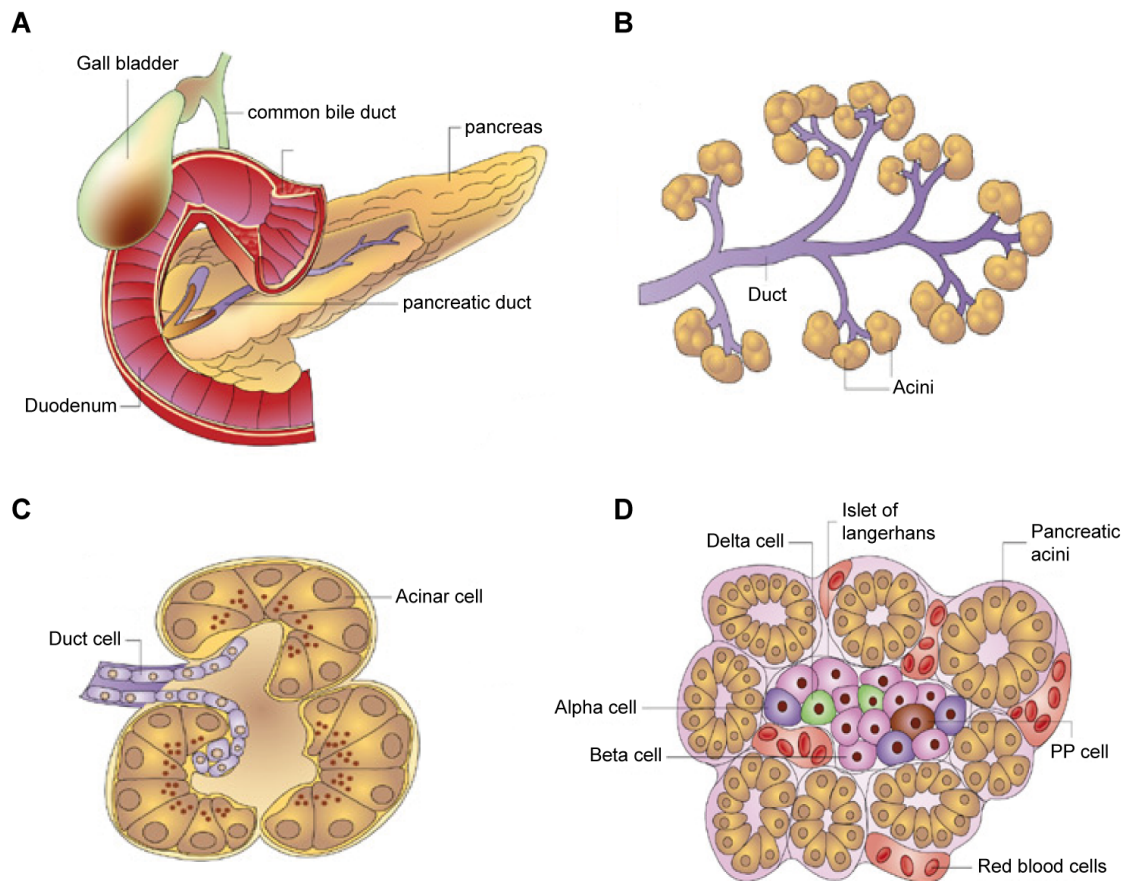 A
Gall bladder
common bile duct
pancreas
pancreatic duct
Duodenum
B
Duct
Acini
C
Acinar cell
Duct cell
D
Islet of
langerhans
Delta cell
Pancreatic
acini
Alpha cell
Beta cell
PP cell
Red blood cells